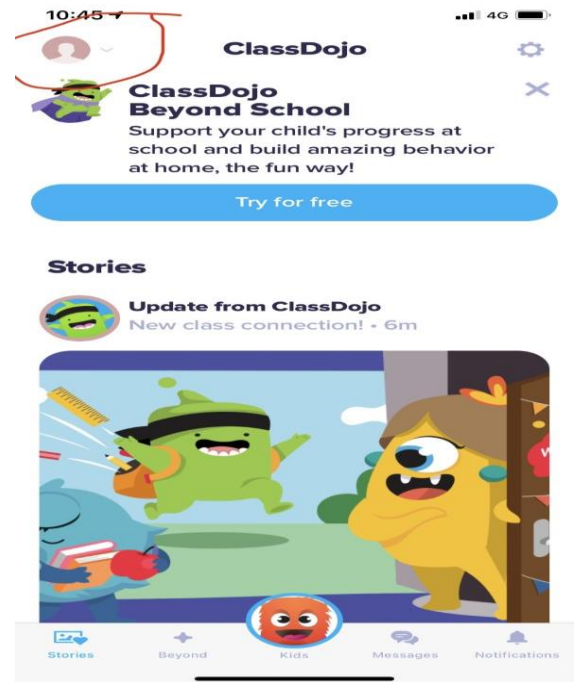 10:45
4G
ClassDojo
ClassDojo
Beyond School
Support your child's progress at
school and build amazing behavior
at home, the fun way!
Try for free
Stories
Update from ClassDojo
New class connection! • 6m
Stories
Beyond
Kids
Messages
Notifications